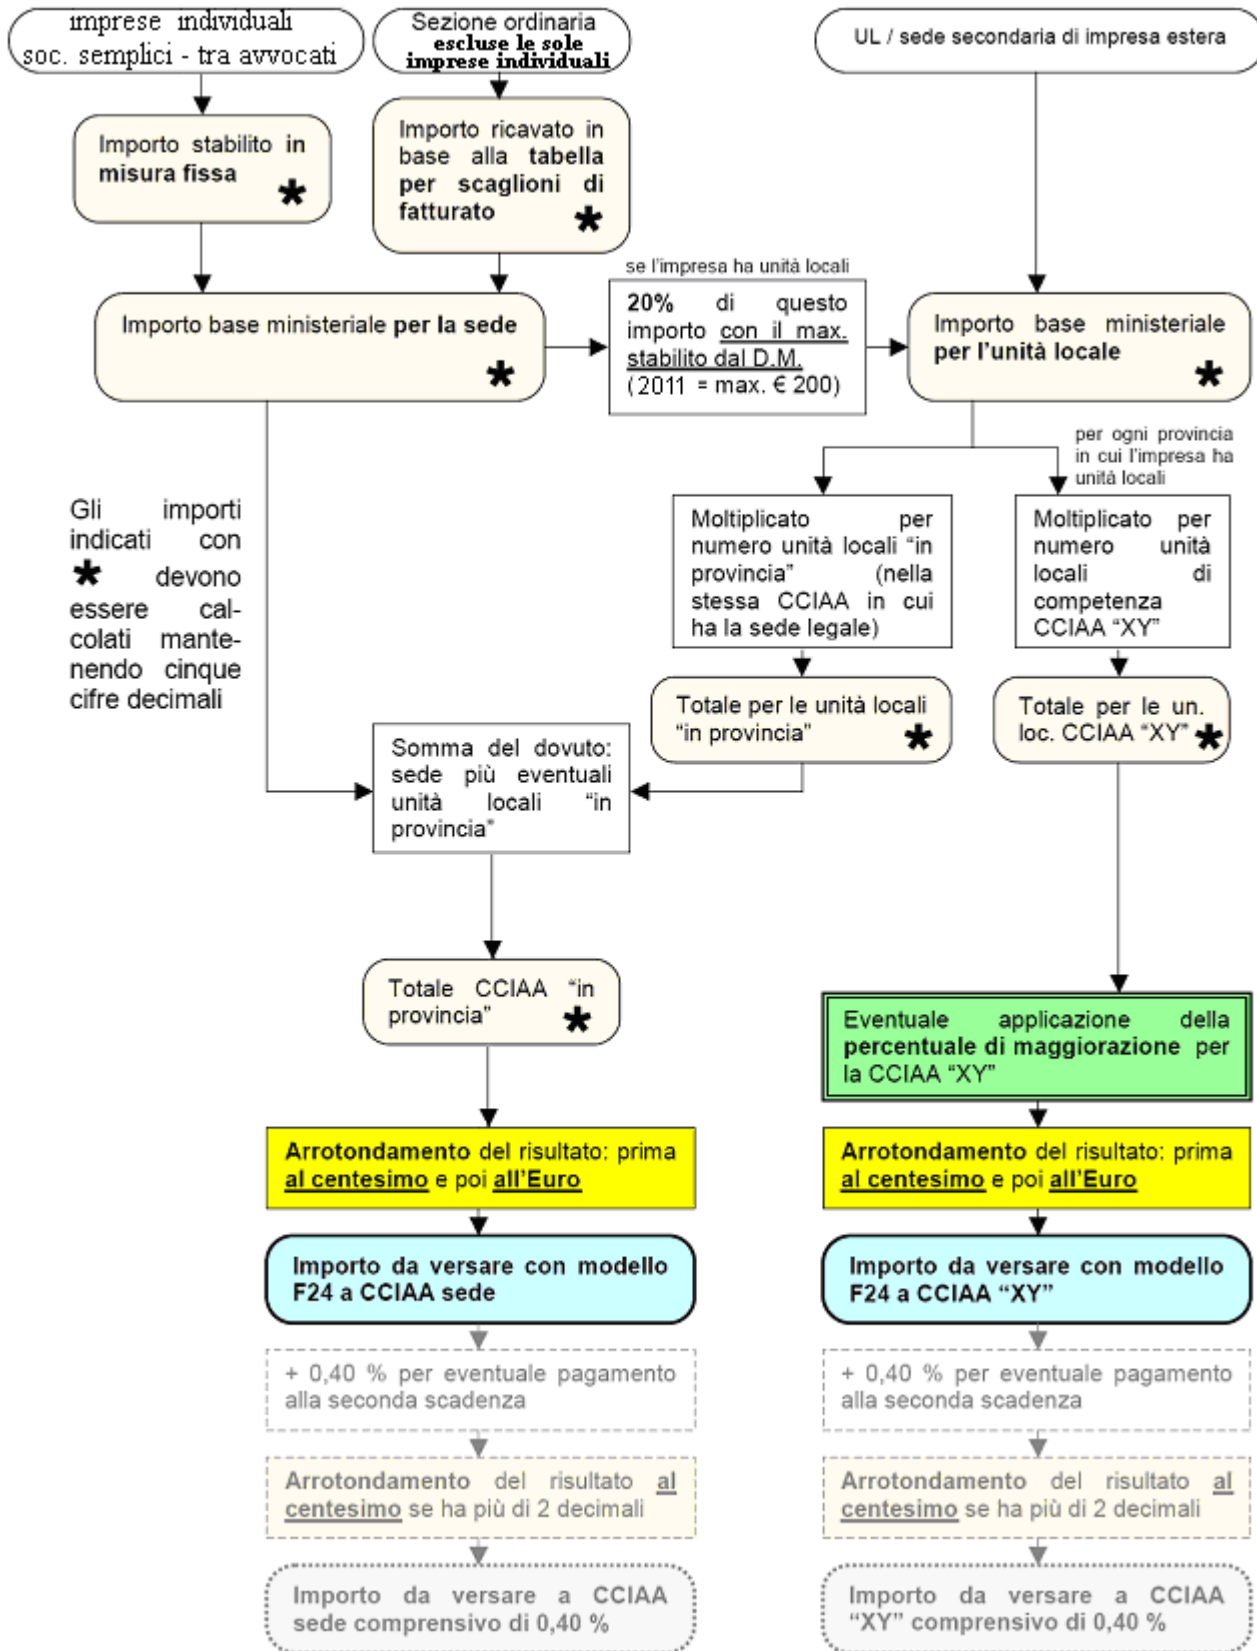 imprese individuali
soc. semplici - tra avvocati
Sezione ordinaria
escluse le sole
imprese individuali
UL / sede secondaria di impresa estera
Importo stabilito in
misura fissa
*
Importo ricavato in
base alla tabella
per scaglioni di
fatturato
*
se l'impresa ha unità locali
Importo base ministeriale per la sede
*
20% di questo
importo con il max.
stabilito dal D.M.
(2011 = max. € 200)
Importo base ministeriale
per l'unità locale
*
per ogni provincia
in cui l'impresa ha
unità locali
Gli importi
indicati con
* devono
essere cal-
colati mante-
nendo cinque
cifre decimali
Moltiplicato per
numero unità locali “in
provincia” (nella
stessa CCIAA in cui
ha la sede legale)
Moltiplicato per
numero unità
locali di
competenza
CCIAA “XY”
Totale per le unità locali
“in provincia”
*
Totale per le un.
loc. CCIAA “XY”
*
Somma del dovuto:
sede più eventuali
unità locali “in
provincia”
Totale CCIAA “in
provincia”
*
Eventuale applicazione della
percentuale di maggiorazione per
la CCIAA “XY”
Arrotondamento del risultato: prima
al centesimo e poi all'Euro
Arrotondamento del risultato: prima
al centesimo e poi all'Euro
Importo da versare con modello
F24 a CCIAA sede
Importo da versare con modello
F24 a CCIAA “XY”
+ 0,40 % per eventuale pagamento
alla seconda scadenza
+ 0,40 % per eventuale pagamento
alla seconda scadenza
Arrotondamento del risultato al
centesimo se ha più di 2 decimali
Arrotondamento del risultato al
centesimo se ha più di 2 decimali
Importo da versare a CCIAA
sede comprensivo di 0,40 %
Importo da versare a CCIAA
“XY” comprensivo di 0,40 %